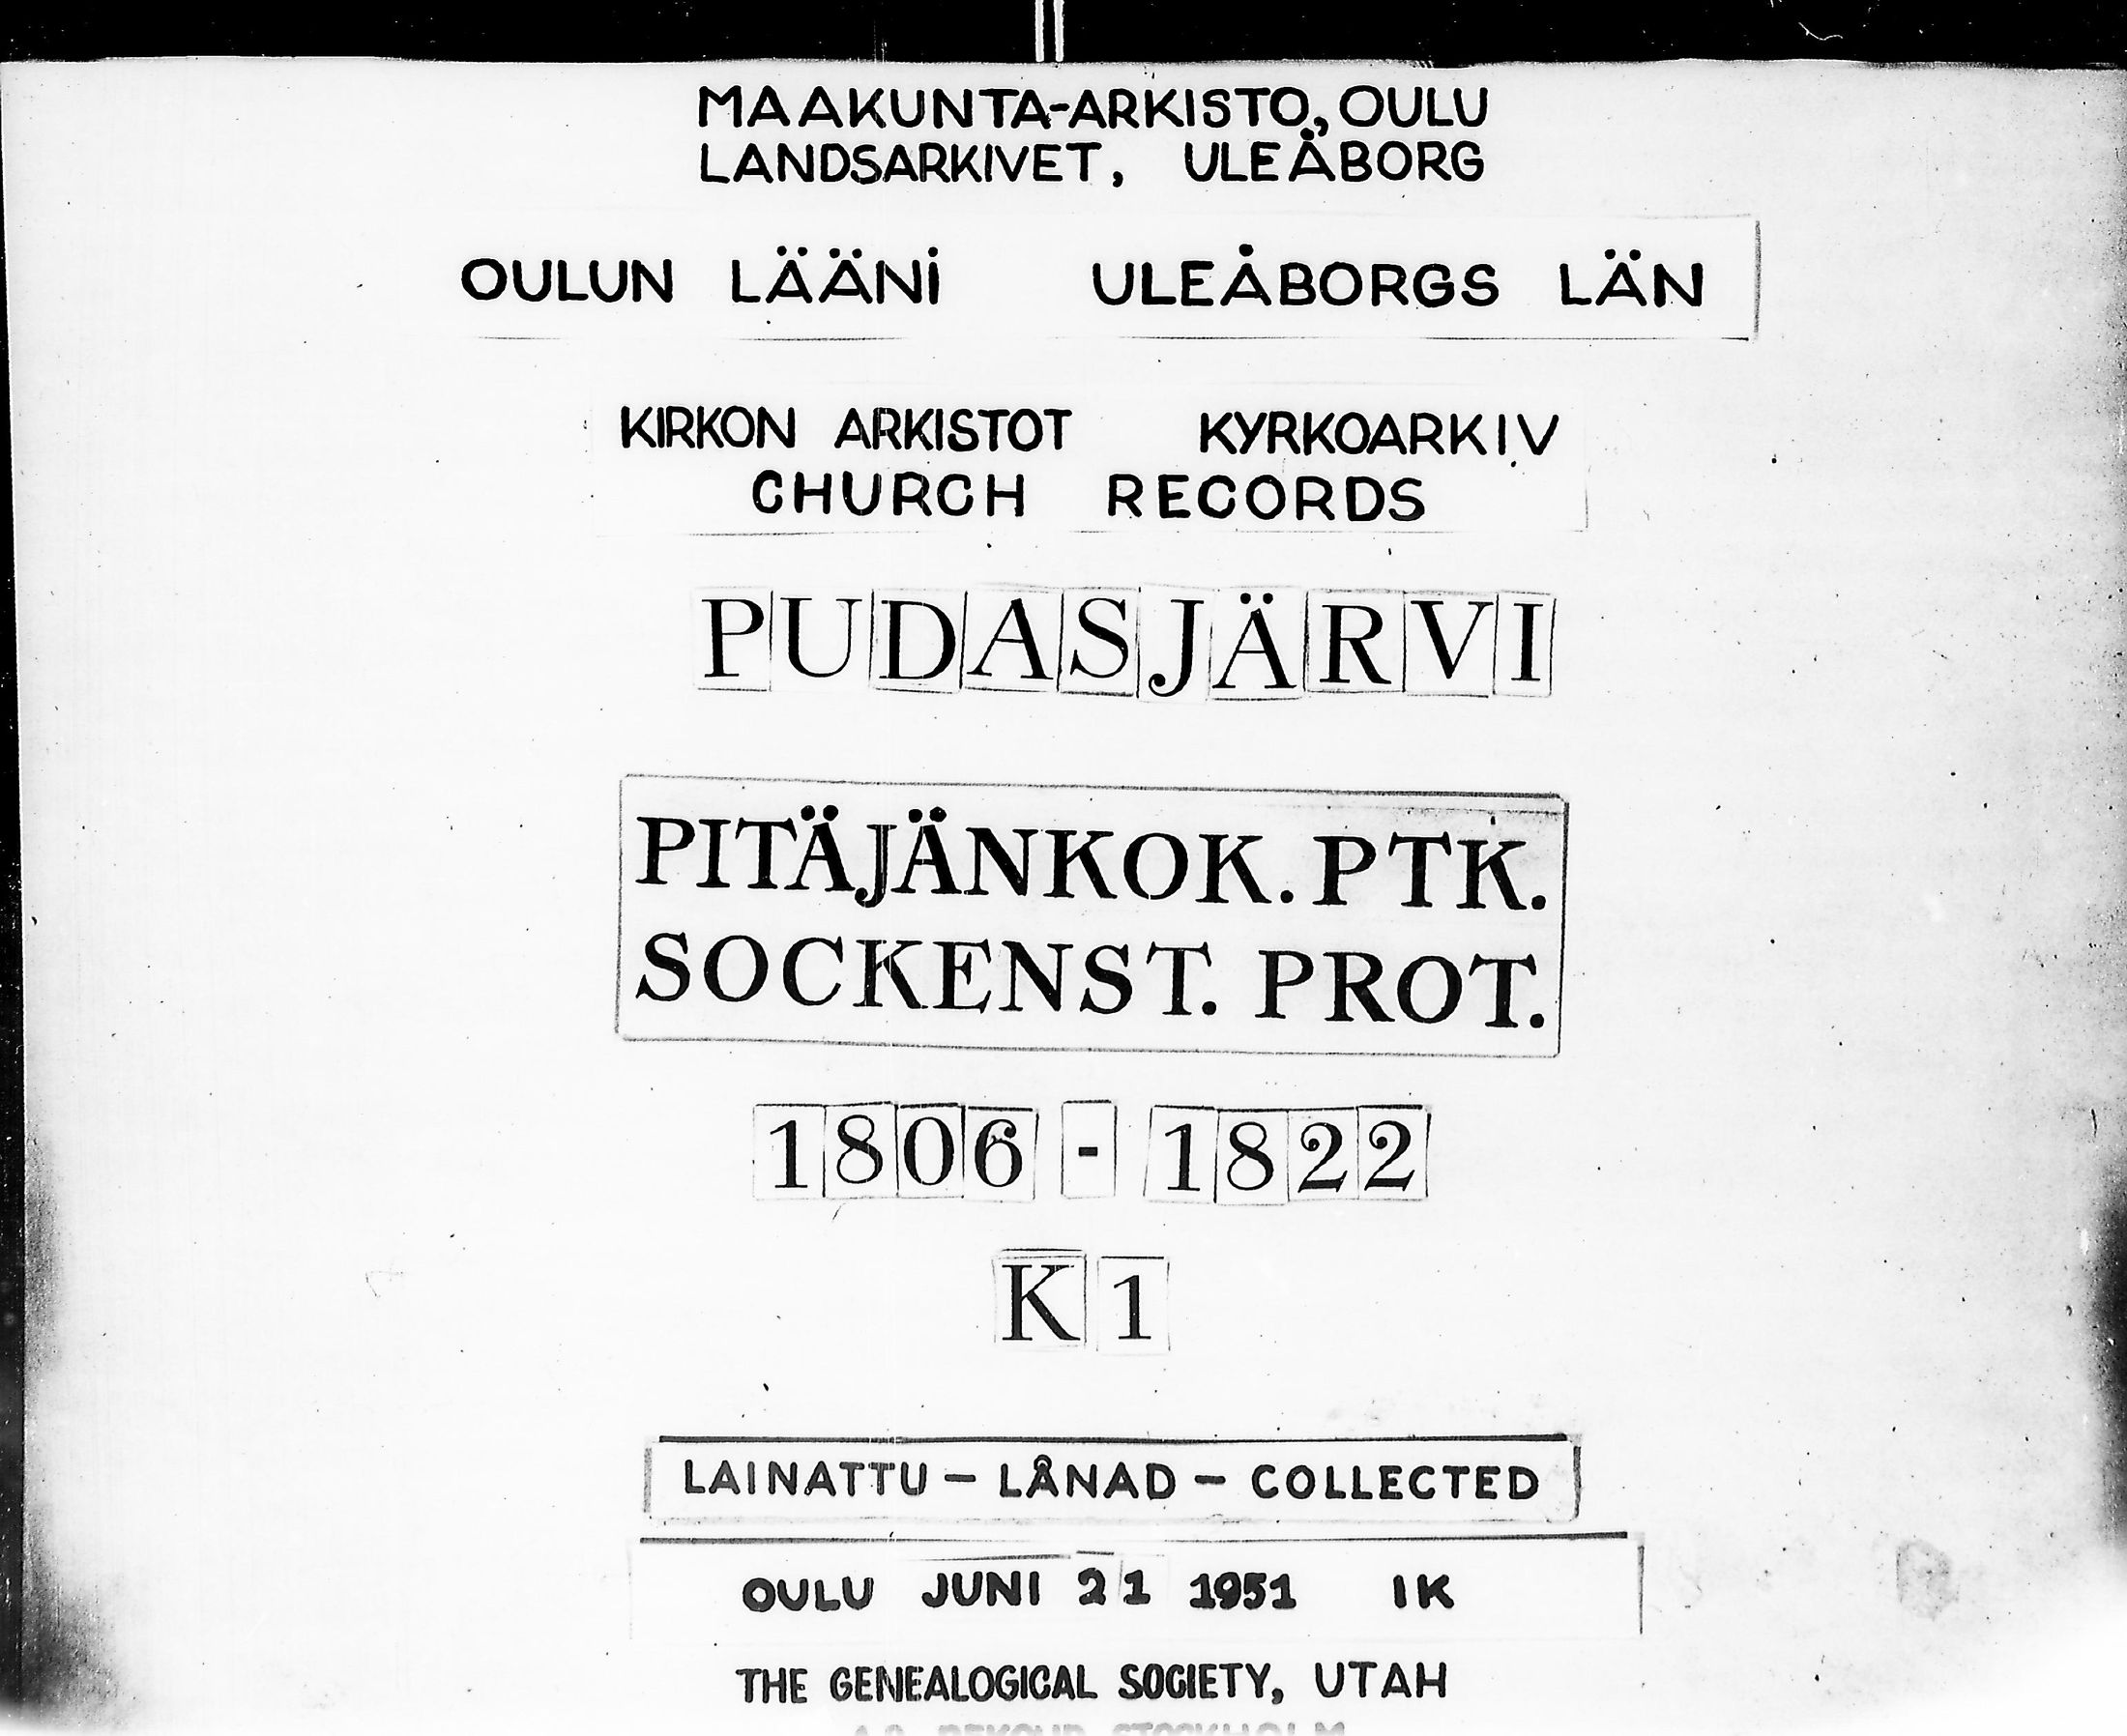 MAAKUNTA-ARKISTO, OULU
LANDSARKIVET, ULEÅBORG
OULUN LÄÄNI ULEÅBORGS LÄN
KIRKON ARKISTOT KYRKOARKIV
CHURCH RECORDS
PUDASJÄRVI
PITÄJÄNKOK. PTK.
SOCKENST. PROT.
1806 - 1822
K1
LAINATTU - LÅNAD - COLLECTED
OULU JUNI 21 1951 IK
THE GENEALOGICAL SOCIETY, UTAH